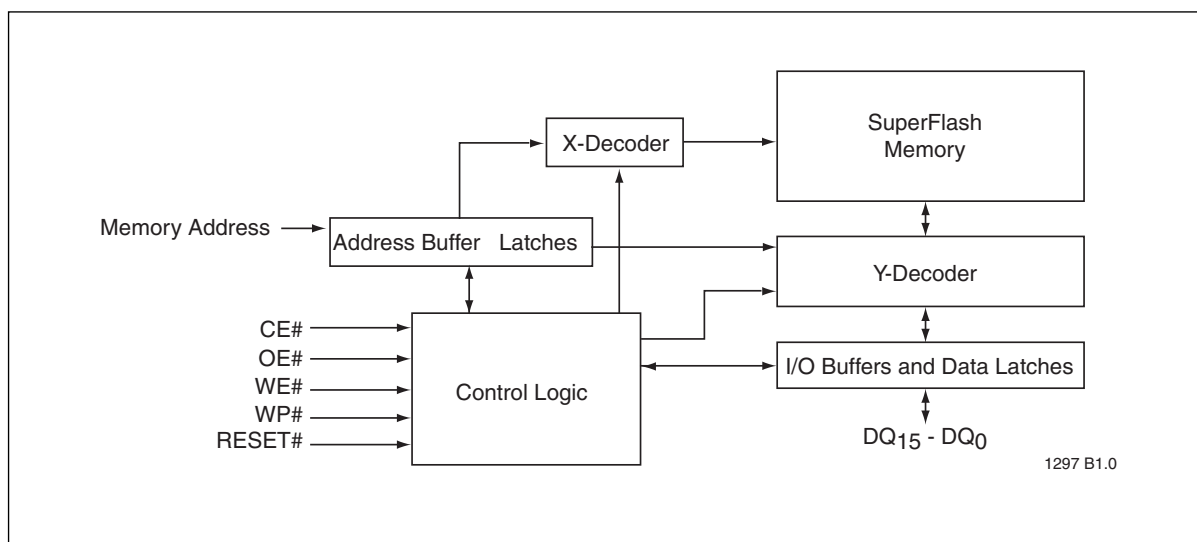 SuperFlash
Memory
X-Decoder
Memory Address
Address Buffer Latches
Y-Decoder
CE#
OE#
WE#
WP#
RESET#
Control Logic
I/O Buffers and Data Latches
DQ15 - DQ0
1297 B1.0